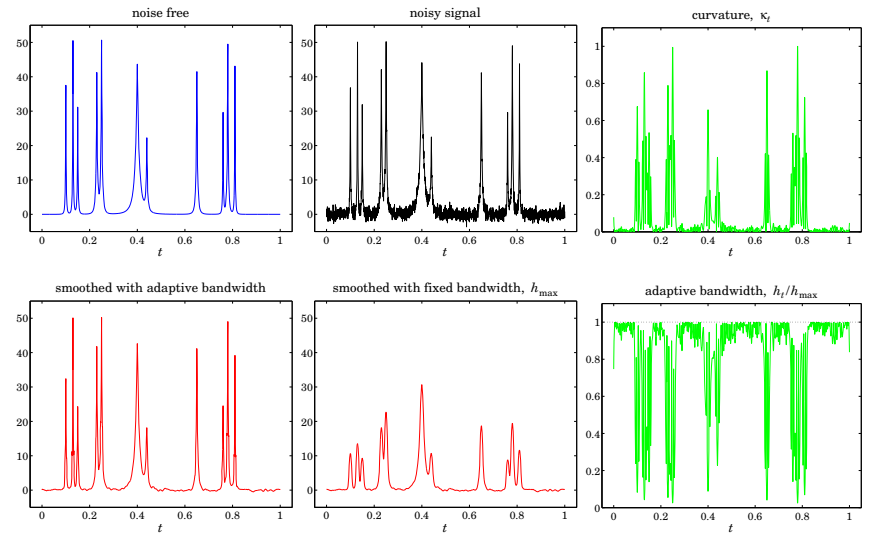 noise free
50
40
30
20
10
0
0 0.2 0.4 0.6 0.8 1
t
noisy signal
50
40
30
20
10
0
0 0.2 0.4 0.6 0.8 1
t
curvature, κt
1
0.8
0.6
0.4
0.2
0
0 0.2 0.4 0.6 0.8 1
t
smoothed with adaptive bandwidth
50
40
30
20
10
0
0 0.2 0.4 0.6 0.8 1
t
smoothed with fixed bandwidth, hmax
50
40
30
20
10
0
0 0.2 0.4 0.6 0.8 1
t
adaptive bandwidth, ht/hmax
1
0.8
0.6
0.4
0.2
0
0 0.2 0.4 0.6 0.8 1
t